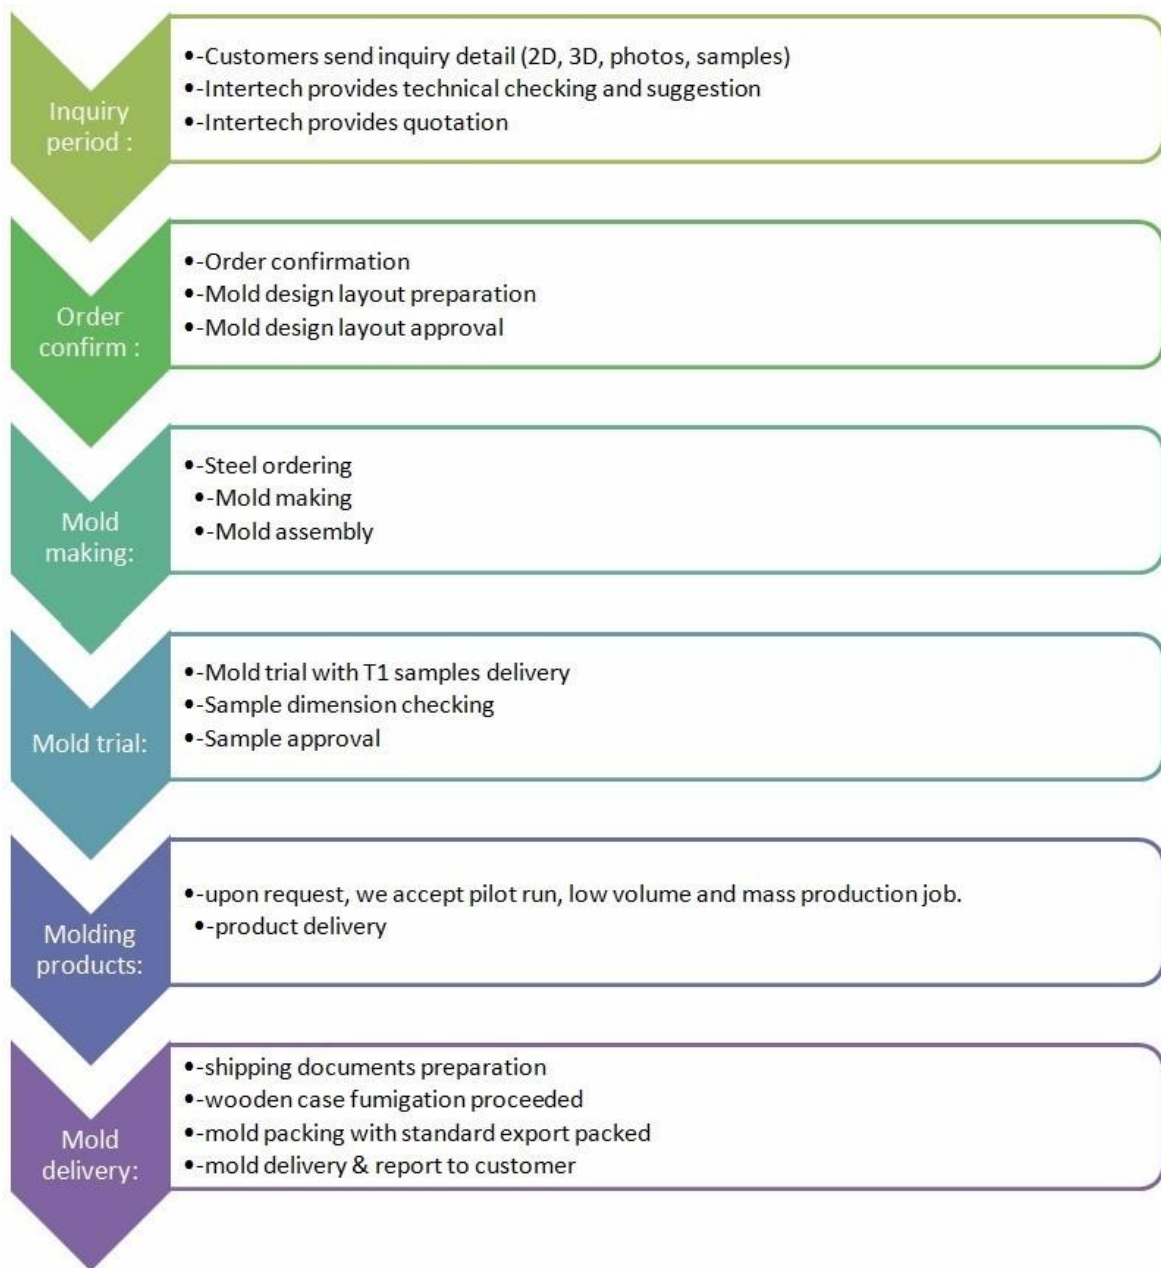 Inquiry
period :
•-Customers send inquiry detail (2D, 3D, photos, samples)
•-Intertech provides technical checking and suggestion
•-Intertech provides quotation
Order
confirm :
•-Order confirmation
•-Mold design layout preparation
•-Mold design layout approval
Mold
making:
•-Steel ordering
•-Mold making
•-Mold assembly
Mold trial:
•-Mold trial with T1 samples delivery
•-Sample dimension checking
•-Sample approval
Molding
products:
•-upon request, we accept pilot run, low volume and mass production job.
•-product delivery
Mold
delivery:
•-shipping documents preparation
•-wooden case fumigation proceeded
•-mold packing with standard export packed
•-mold delivery & report to customer